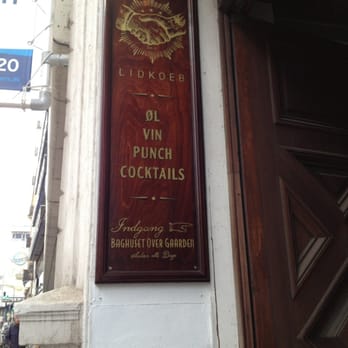 20
LIDKOEB
ØL
VIN
PUNCH
COCKTAILS
Indgang
BAGHUSET OVER GAARDEN